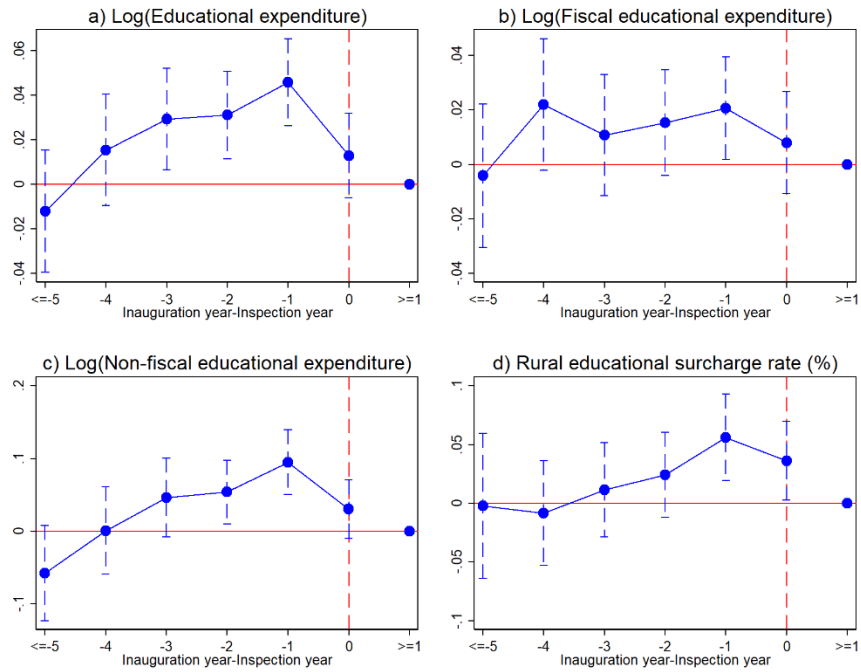 a) Log(Educational expenditure)
.06
.04
.02
0
-.02
-.04
<=-5 -4 -3 -2 -1 0 >=1
Inauguration year-Inspection year
b) Log(Fiscal educational expenditure)
.04
.02
0
-.02
-.04
<=-5 -4 -3 -2 -1 0 >=1
Inauguration year-Inspection year
c) Log(Non-fiscal educational expenditure)
.2
.1
0
-.1
<=-5 -4 -3 -2 -1 0 >=1
Inauguration year-Inspection year
d) Rural educational surcharge rate (%)
.1
.05
0
-.05
-.1
<=-5 -4 -3 -2 -1 0 >=1
Inauguration year-Inspection year